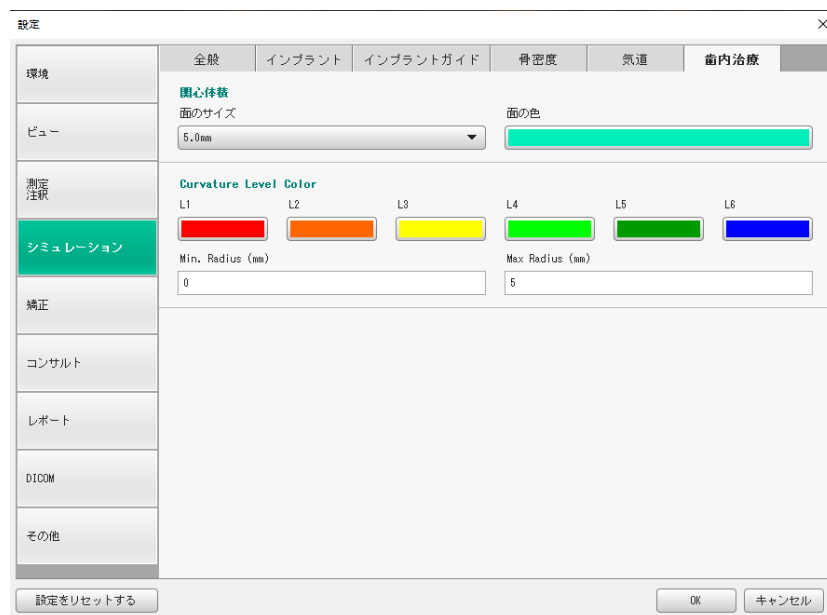 設定
環境
ビュー
測定
注釈
シミュレーション
矯正
コンサルト
レポート
DICOM
その他
全般 インプラント インプラントガイド 骨密度 気道 歯内治療
関心体積
面のサイズ 面の色
5.0mm
Curvature Level Color
L1 L2 L3 L4 L5 L6
Min. Radius (mm) Max Radius (mm)
0 5
設定をリセットする OK キャンセル